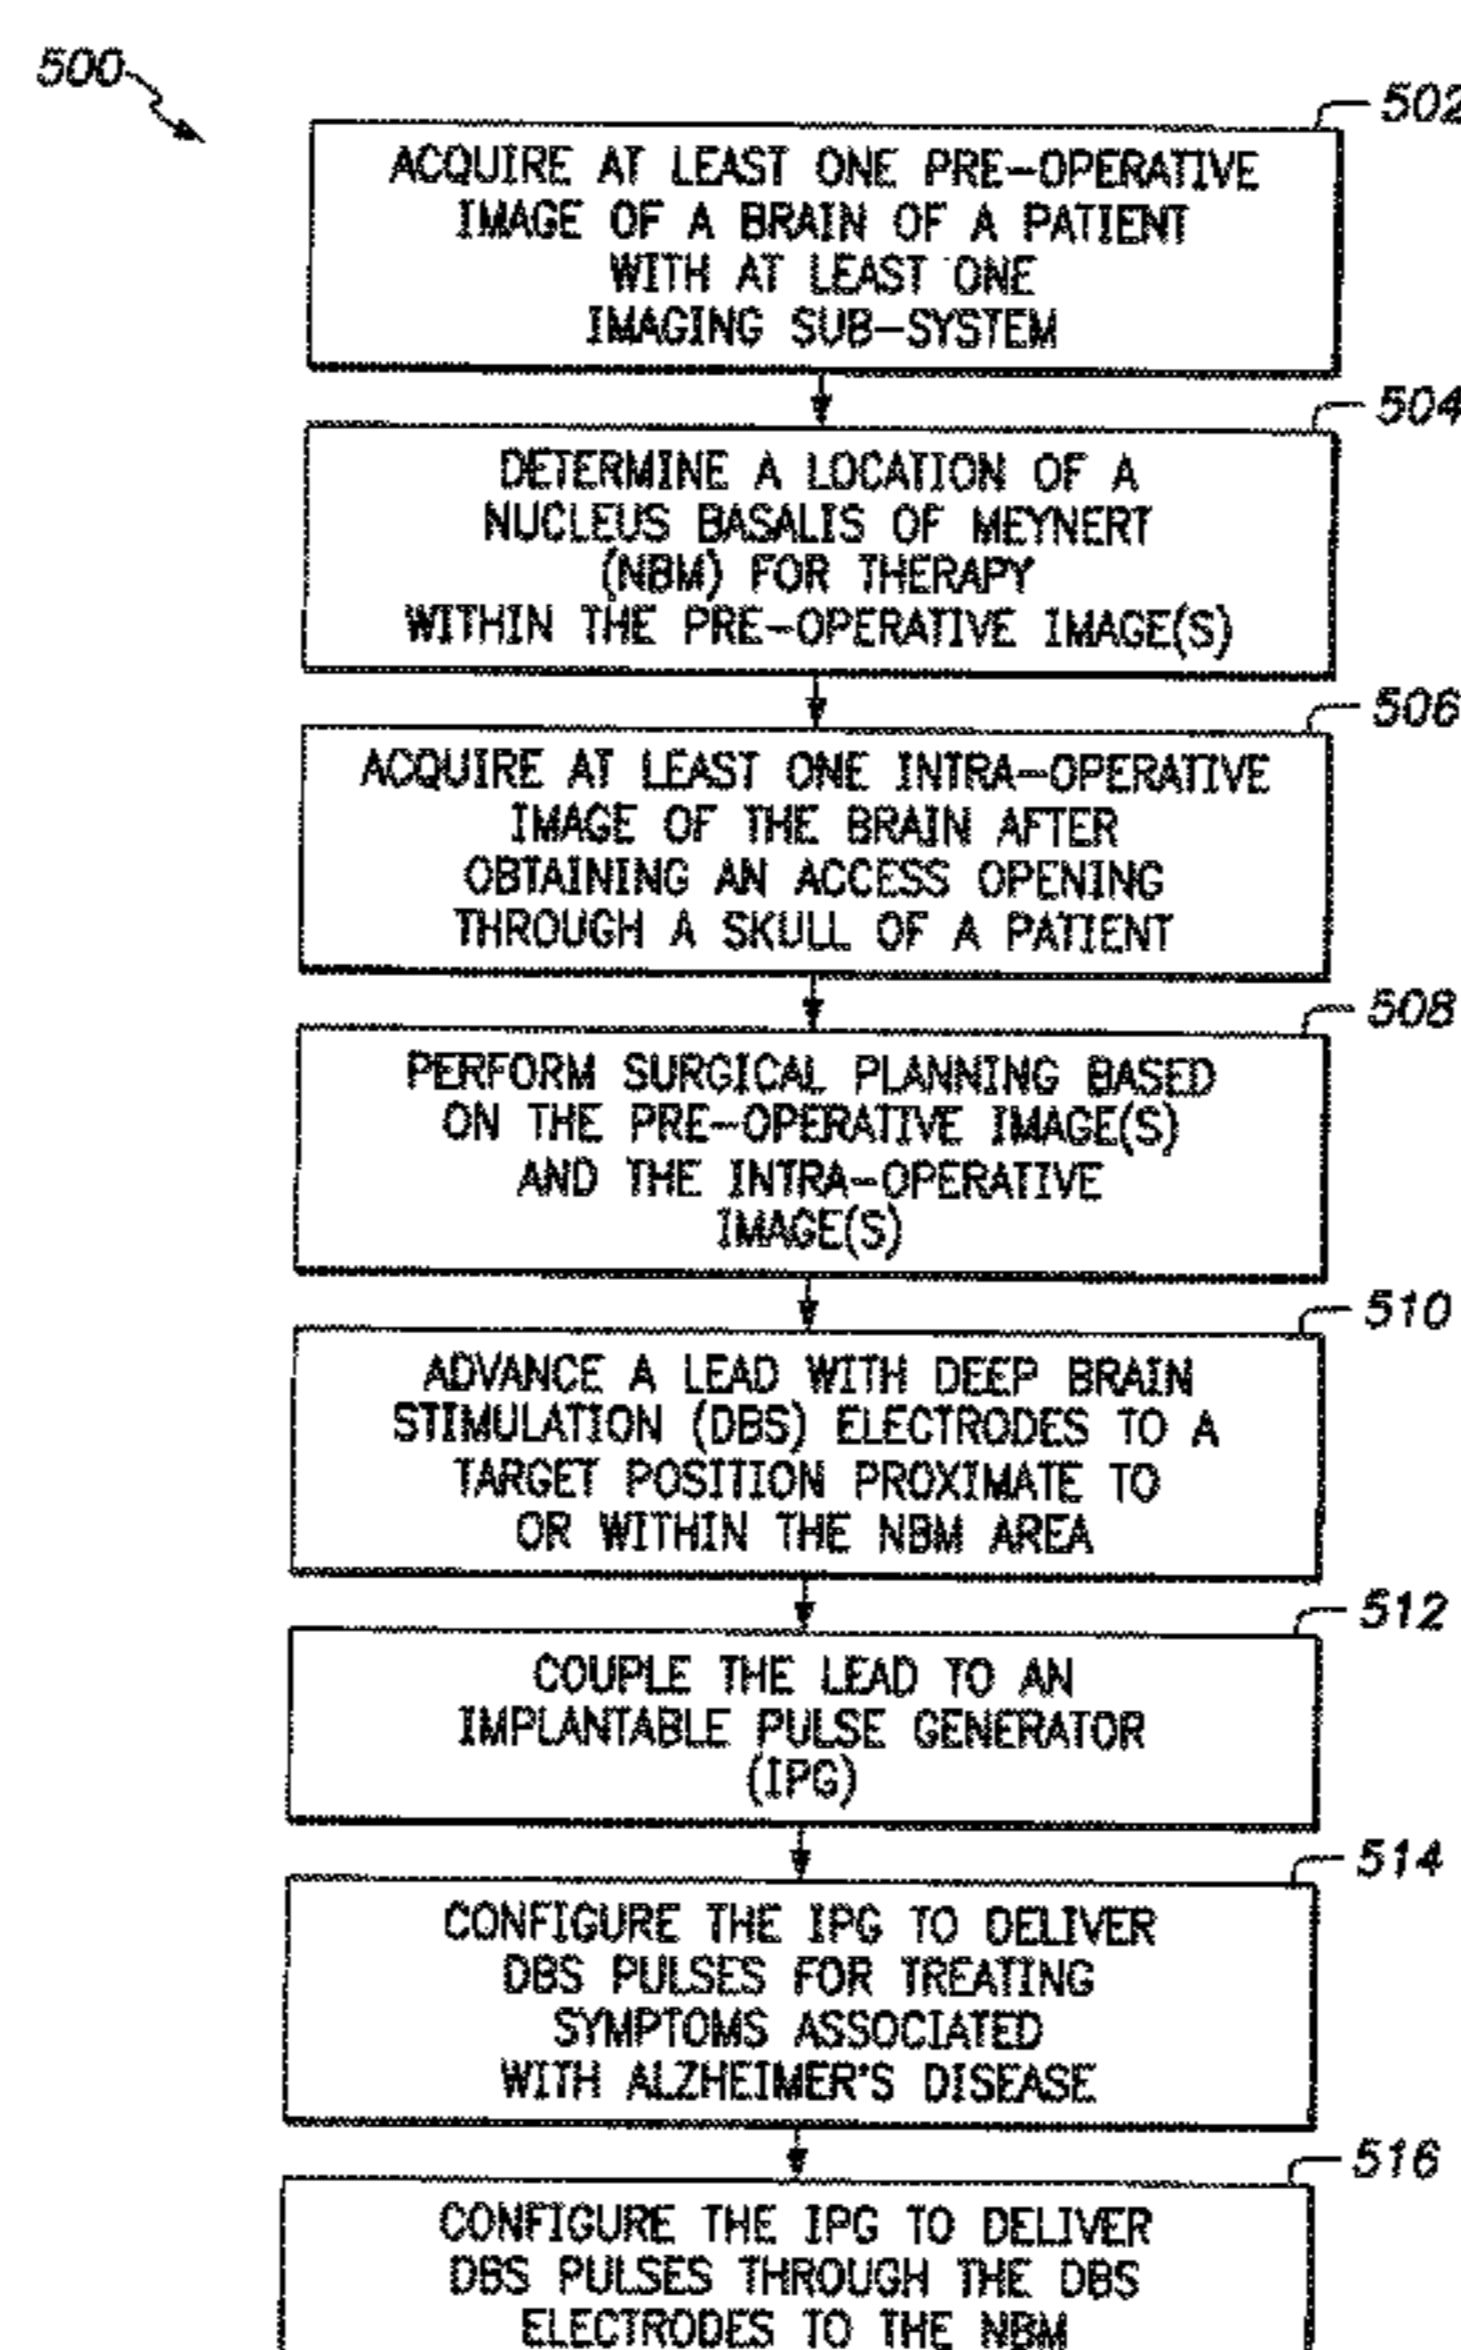 500
502
ACQUIRE AT LEAST ONE PRE-OPERATIVE
IMAGE OF A BRAIN OF A PATIENT
WITH AT LEAST ONE
IMAGING SUB-SYSTEM
504
DETERMINE A LOCATION OF A
NUCLEUS BASALIS OF MEYNERT
(NBM) FOR THERAPY
WITHIN THE PRE-OPERATIVE IMAGE(S)
506
ACQUIRE AT LEAST ONE INTRA-OPERATIVE
IMAGE OF THE BRAIN AFTER
OBTAINING AN ACCESS OPENING
THROUGH A SKULL OF A PATIENT
508
PERFORM SURGICAL PLANNING BASED
ON THE PRE-OPERATIVE IMAGE(S)
AND THE INTRA-OPERATIVE
IMAGE(S)
510
ADVANCE A LEAD WITH DEEP BRAIN
STIMULATION (DBS) ELECTRODES TO A
TARGET POSITION PROXIMATE TO
OR WITHIN THE NBM AREA
512
COUPLE THE LEAD TO AN
IMPLANTABLE PULSE GENERATOR
(IPG)
514
CONFIGURE THE IPG TO DELIVER
DBS PULSES FOR TREATING
SYMPTOMS ASSOCIATED
WITH ALZHEIMER'S DISEASE
516
CONFIGURE THE IPG TO DELIVER
DBS PULSES THROUGH THE DBS
ELECTRODES TO THE NBM